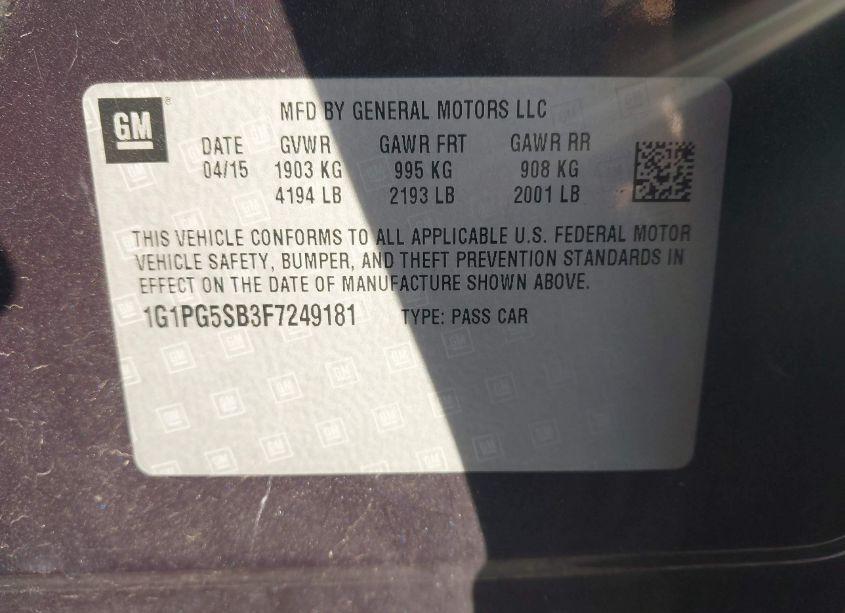 GM ®
MFD BY GENERAL MOTORS LLC
DATE GVWR GAWR FRT GAWR RR
04/15 1903 KG 995 KG 908 KG
4194 LB 2193 LB 2001 LB
THIS VEHICLE CONFORMS TO ALL APPLICABLE U.S. FEDERAL MOTOR
VEHICLE SAFETY, BUMPER, AND THEFT PREVENTION STANDARDS IN
EFFECT ON THE DATE OF MANUFACTURE SHOWN ABOVE.
1G1PG5SB3F7249181 TYPE: PASS CAR